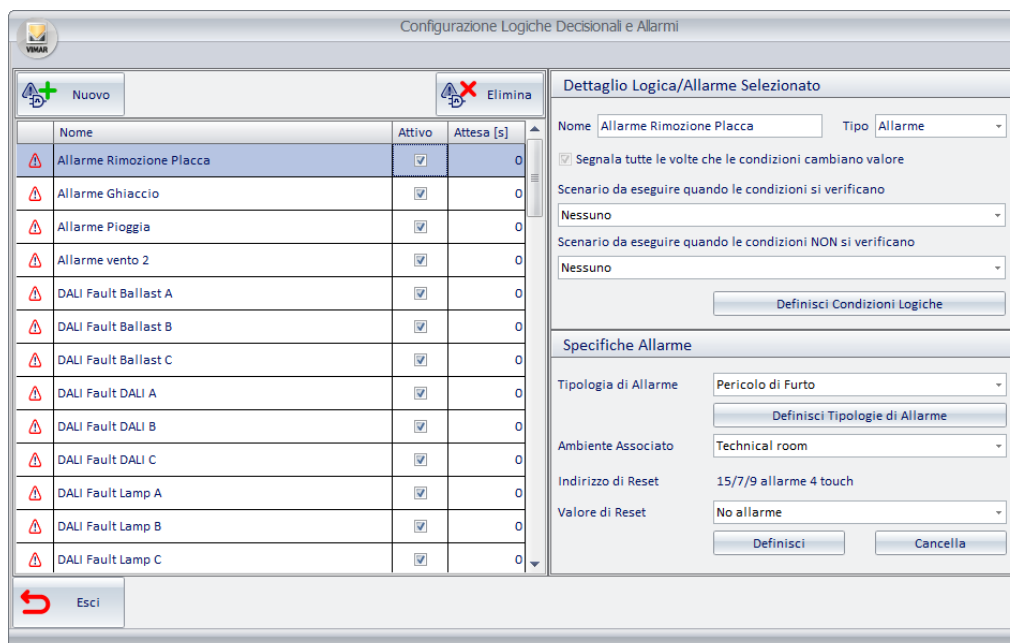 Configurazione Logiche Decisionali e Allarmi
VIMAR
Nuovo
Elimina
Nome Attivo Attesa [s]
Allarme Rimozione Placca 0
Allarme Ghiaccio 0
Allarme Pioggia 0
Allarme vento 2 0
DALI Fault Ballast A 0
DALI Fault Ballast B 0
DALI Fault Ballast C 0
DALI Fault DALI A 0
DALI Fault DALI B 0
DALI Fault DALI C 0
DALI Fault Lamp A 0
DALI Fault Lamp B 0
DALI Fault Lamp C 0
Esci
Dettaglio Logica/Allarme Selezionato
Nome Allarme Rimozione Placca Tipo Allarme
Segnala tutte le volte che le condizioni cambiano valore
Scenario da eseguire quando le condizioni si verificano
Nessuno
Scenario da eseguire quando le condizioni NON si verificano
Nessuno
Definisci Condizioni Logiche
Specifiche Allarme
Tipologia di Allarme Pericolo di Furto
Definisci Tipologie di Allarme
Ambiente Associato Technical room
Indirizzo di Reset 15/7/9 allarme 4 touch
Valore di Reset No allarme
Definisci Cancella